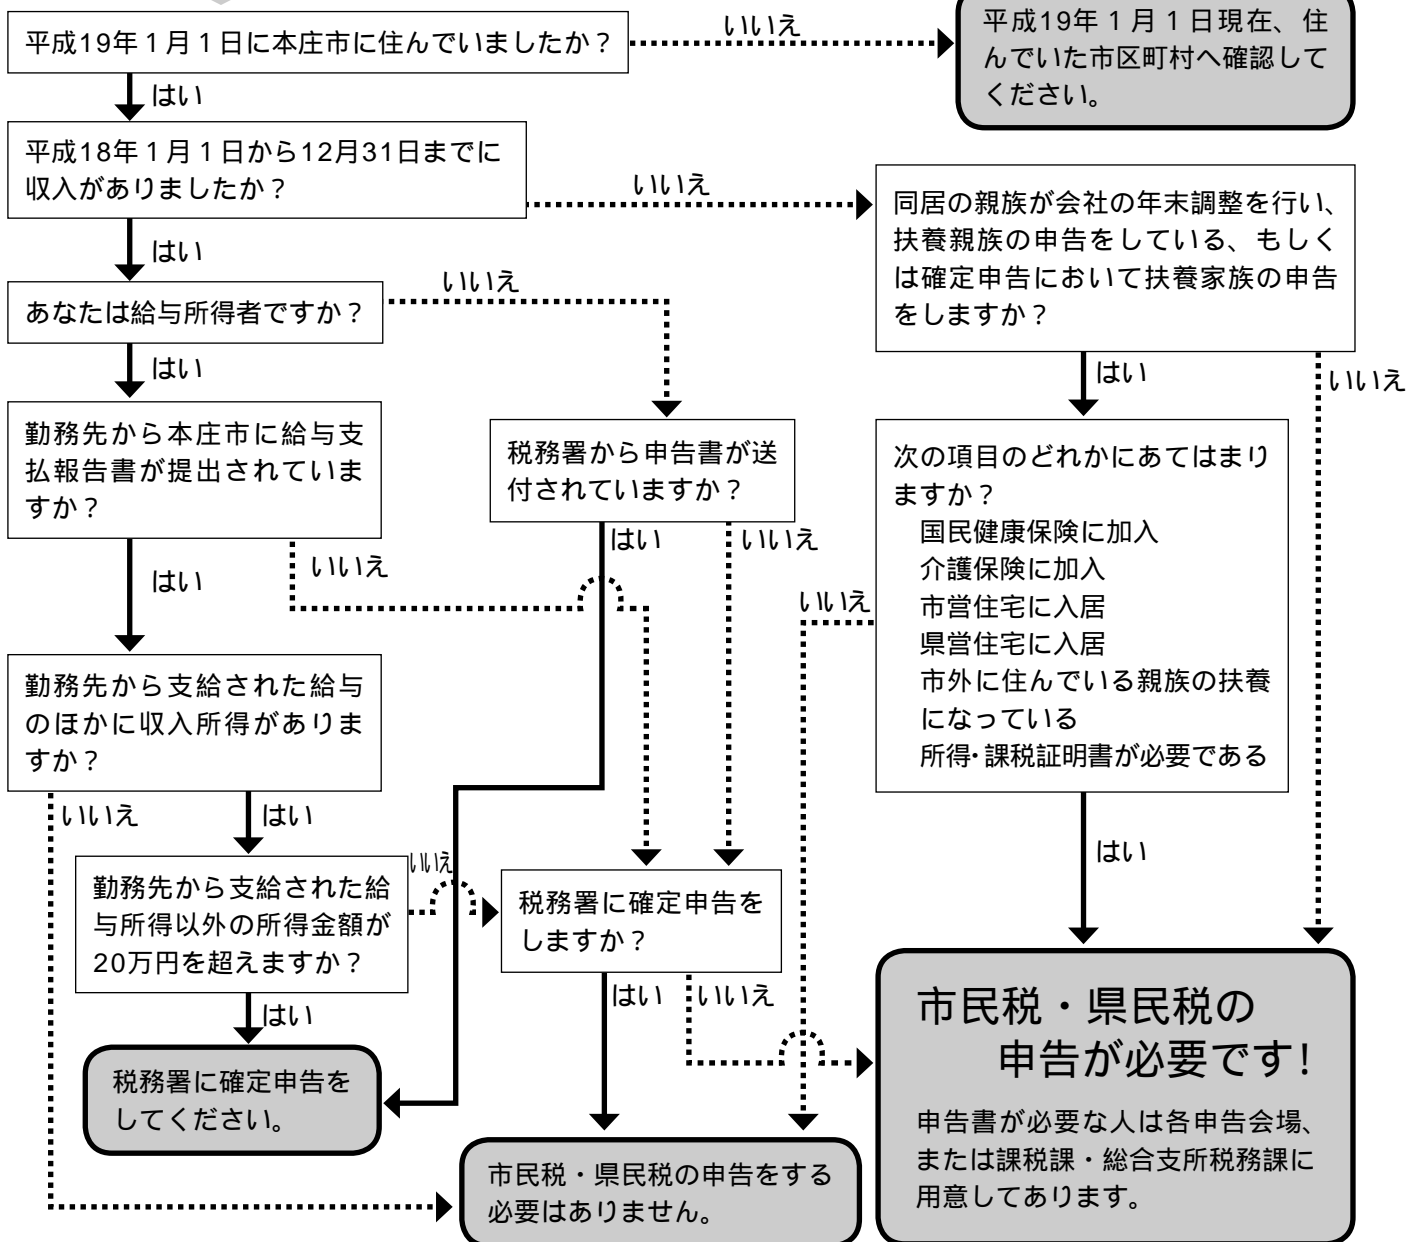 平成19年1月1日に本庄市に住んでいましたか？
いいえ
平成19年1月1日現在、住
んでいた市区町村へ確認して
ください。
はい
平成18年1月1日から12月31日までに
収入がありましたか？
いいえ
同居の親族が会社の年末調整を行い、
扶養親族の申告をしている、もしく
は確定申告において扶養家族の申告
をしますか？
はい
いいえ
あなたは給与所得者ですか？
いいえ
はい
はい
いいえ
勤務先から本庄市に給与支
払報告書が提出されていま
すか？
税務署から申告書が送
付されていますか？
次の項目のどれかにあてはまり
ますか？
国民健康保険に加入
介護保険に加入
市営住宅に入居
県営住宅に入居
市外に住んでいる親族の扶養
になっている
所得・課税証明書が必要である
はい
いいえ
はい
いいえ
いいえ
勤務先から支給された給与
のほかに収入所得がありま
すか？
いいえ
はい
はい
勤務先から支給された給
与所得以外の所得金額が
20万円を超えますか？
いいえ
税務署に確定申告を
しますか？
はい
はい
いいえ
税務署に確定申告を
してください。
市民税・県民税の申告をする
必要はありません。
市民税・県民税の
申告が必要です！
申告書が必要な人は各申告会場、
または課税課・総合支所税務課に
用意してあります。